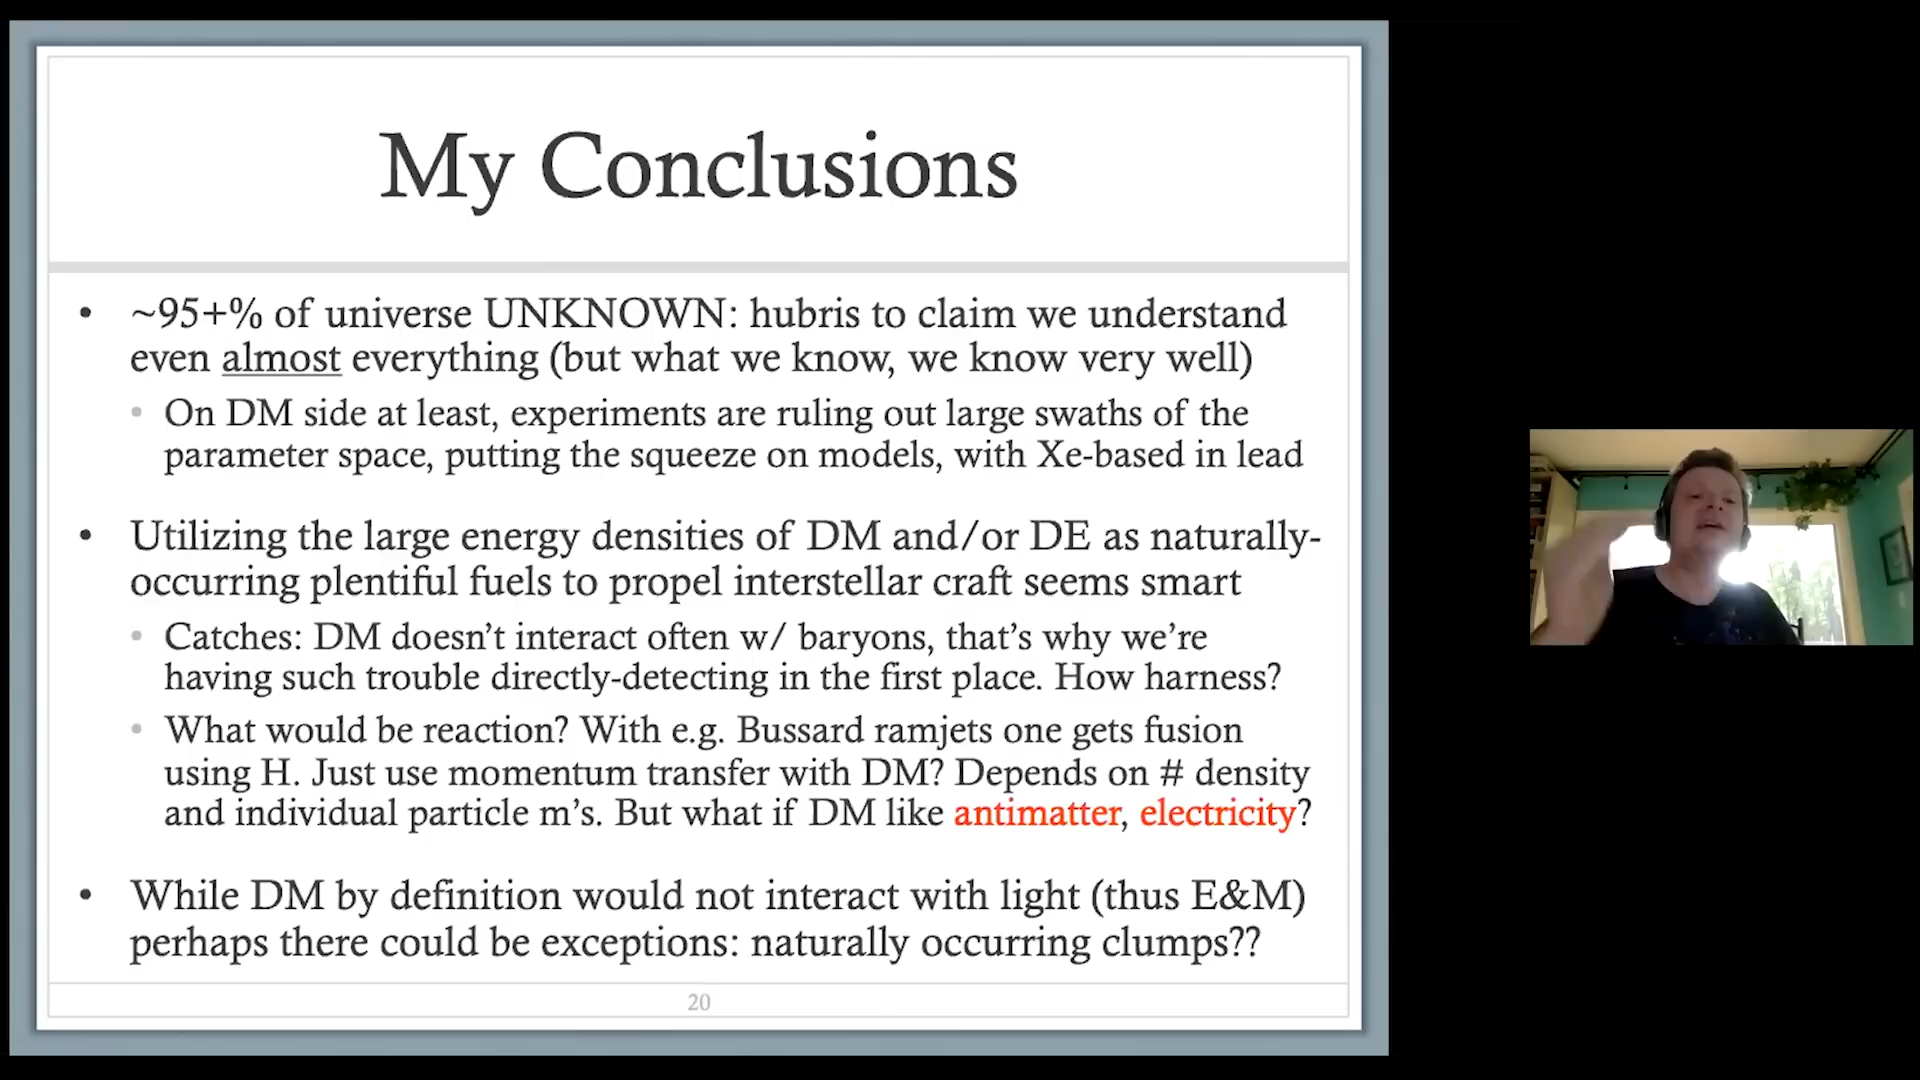 My Conclusions
• ~95+% of universe UNKNOWN: hubris to claim we understand
even almost everything (but what we know, we know very well)
• On DM side at least, experiments are ruling out large swaths of the
parameter space, putting the squeeze on models, with Xe-based in lead
• Utilizing the large energy densities of DM and/or DE as naturally-
occurring plentiful fuels to propel interstellar craft seems smart
• Catches: DM doesn’t interact often w/ baryons, that’s why we’re
having such trouble directly-detecting in the first place. How harness?
• What would be reaction? With e.g. Bussard ramjets one gets fusion
using H. Just use momentum transfer with DM? Depends on # density
and individual particle m’s. But what if DM like antimatter, electricity?
• While DM by definition would not interact with light (thus E&M)
perhaps there could be exceptions: naturally occurring clumps??
20